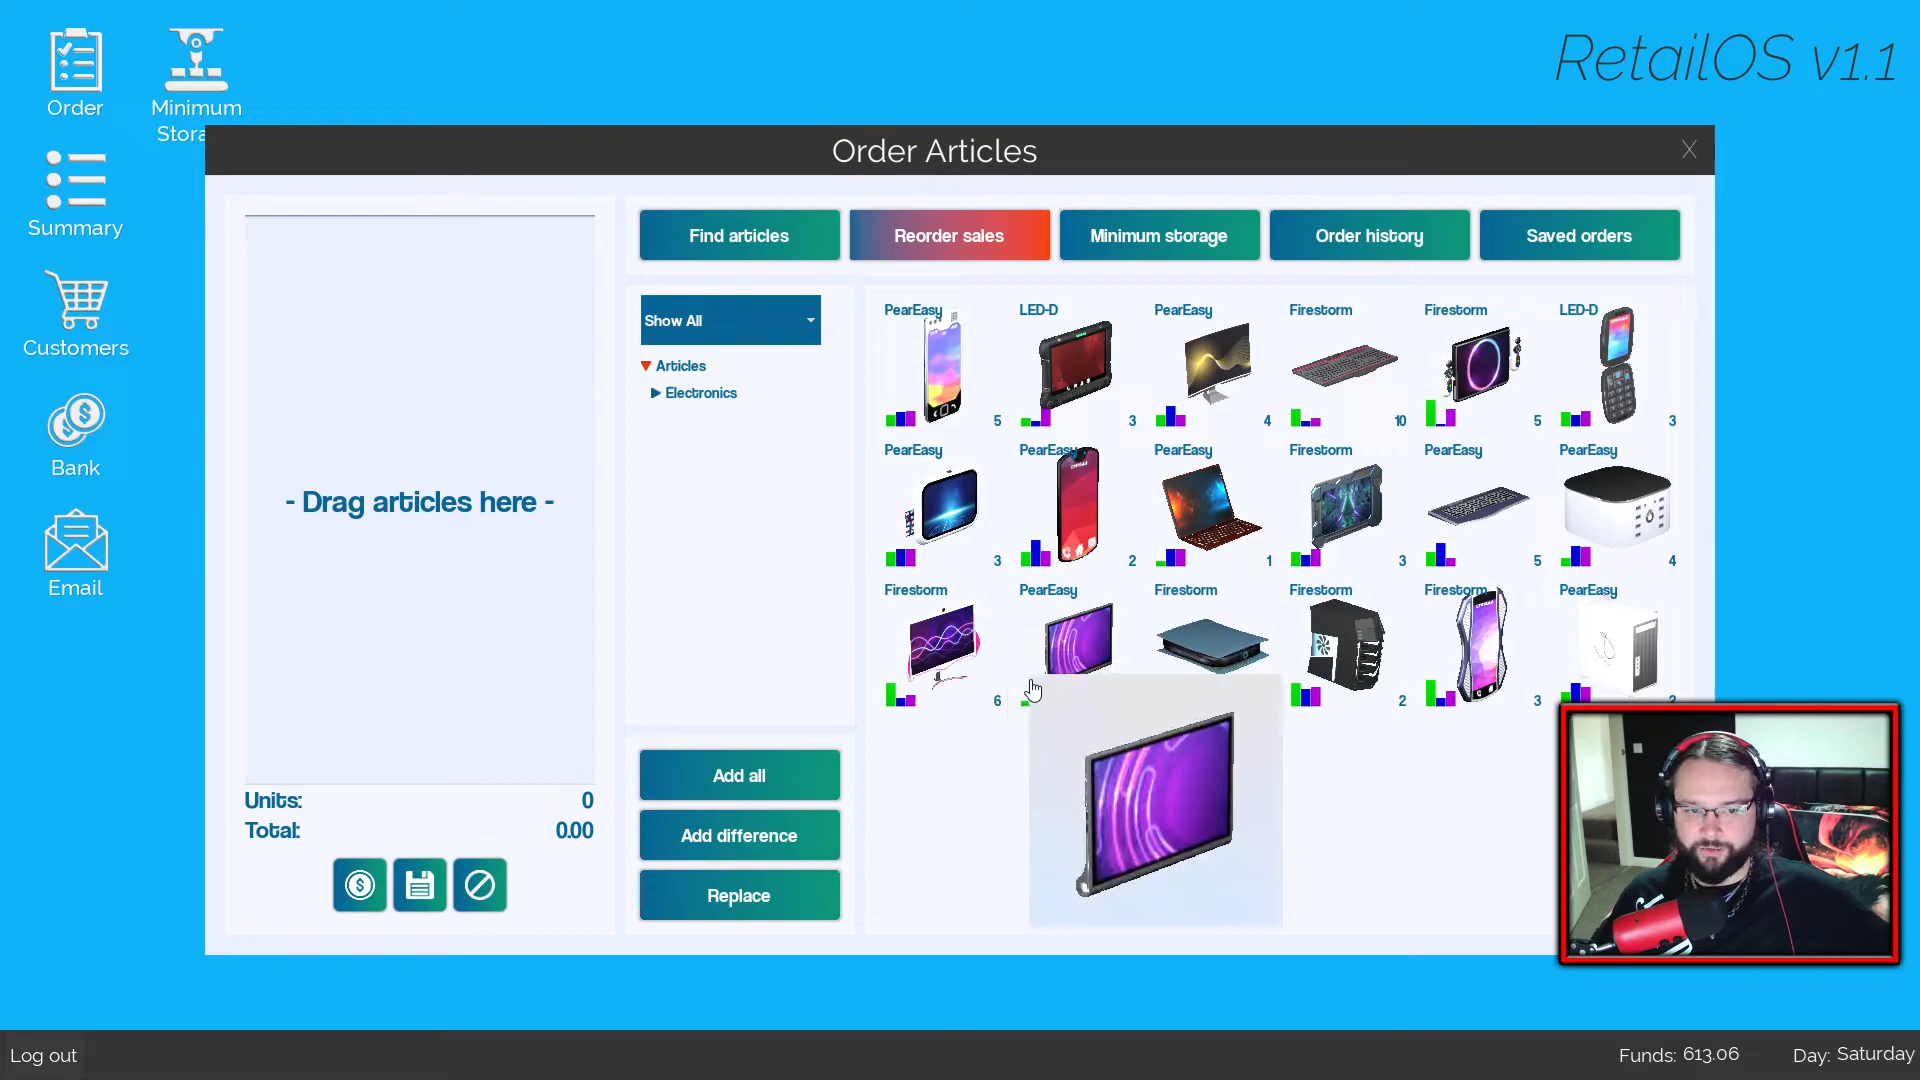 RetailOS v1.1
Order
Minimum
Stora
Summary
Customers
Bank
Email
Order Articles
X
Find articles
Reorder sales
Minimum storage
Order history
Saved orders
- Drag articles here -
Units: 0
Total: 0.00
Show All
Articles
Electronics
Add all
Add difference
Replace
PearEasy LED-D PearEasy Firestorm Firestorm LED-D
5 3 4 10 5 3
PearEasy PearEasy PearEasy Firestorm PearEasy PearEasy
3 2 1 3 5 4
Firestorm PearEasy Firestorm Firestorm Firestorm PearEasy
6 2 3 2
Log out
Funds: 613.06
Day: Saturday